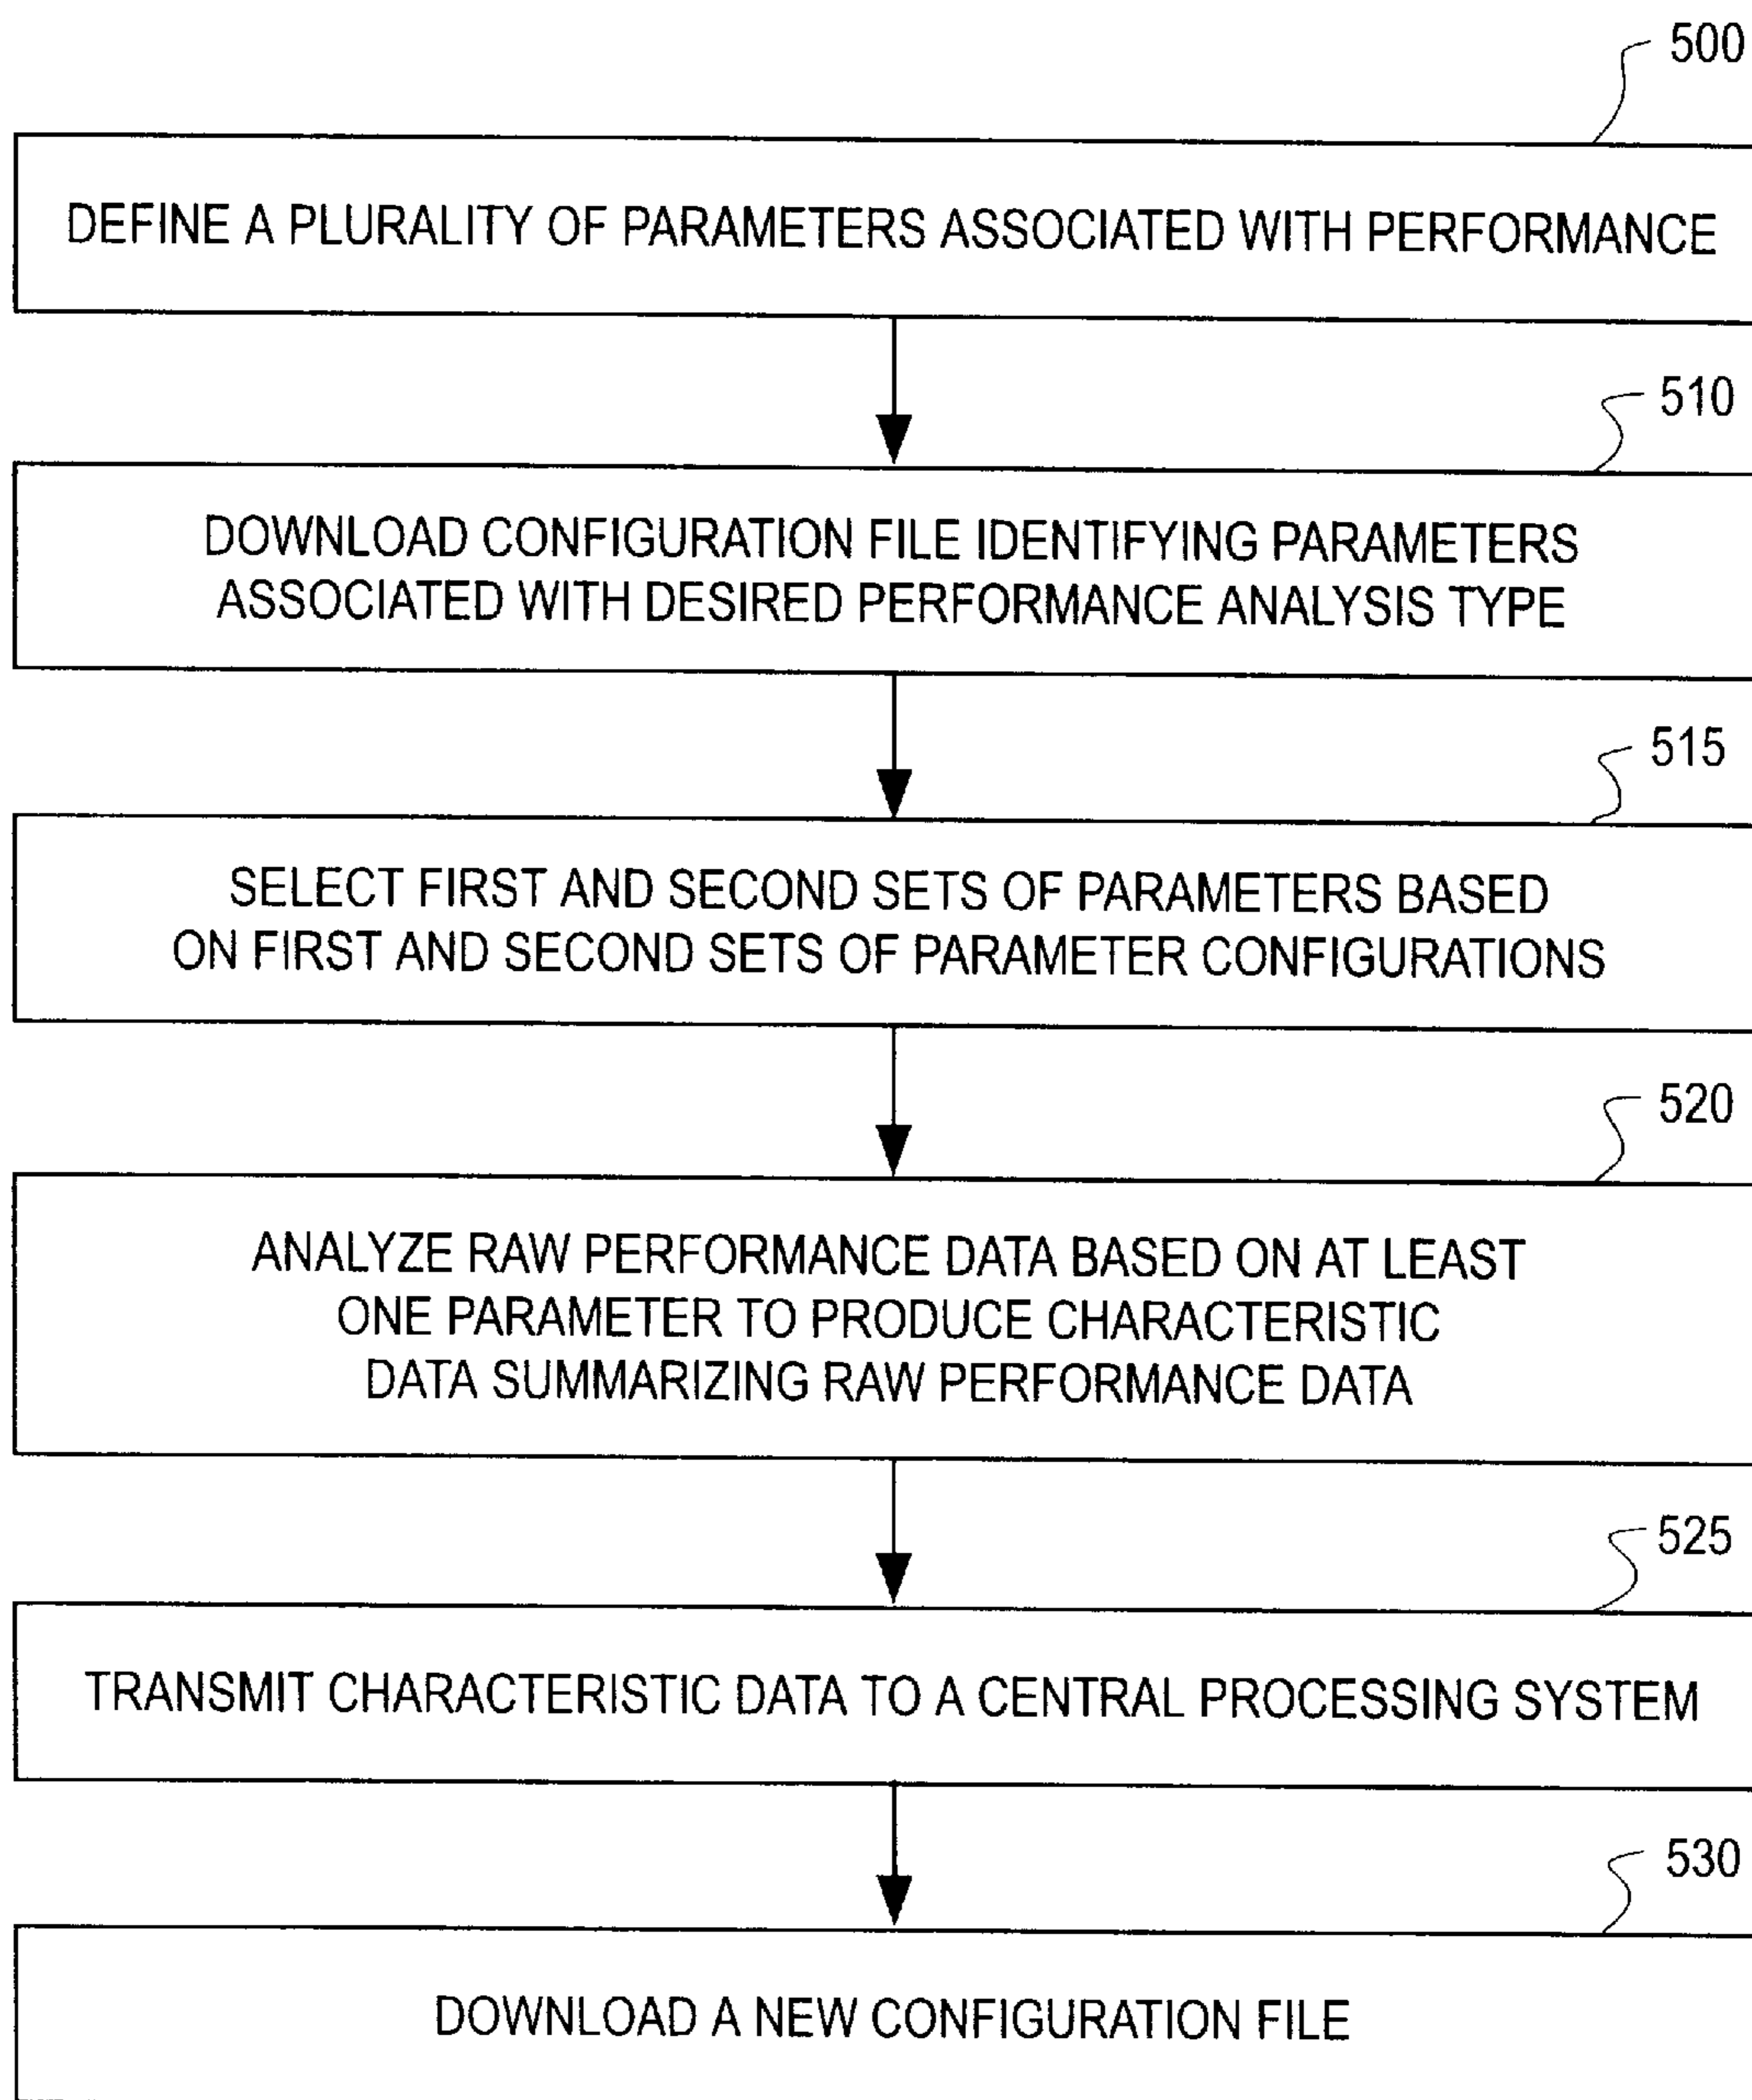 500
DEFINE A PLURALITY OF PARAMETERS ASSOCIATED WITH PERFORMANCE
510
DOWNLOAD CONFIGURATION FILE IDENTIFYING PARAMETERS
ASSOCIATED WITH DESIRED PERFORMANCE ANALYSIS TYPE
515
SELECT FIRST AND SECOND SETS OF PARAMETERS BASED
ON FIRST AND SECOND SETS OF PARAMETER CONFIGURATIONS
520
ANALYZE RAW PERFORMANCE DATA BASED ON AT LEAST
ONE PARAMETER TO PRODUCE CHARACTERISTIC
DATA SUMMARIZING RAW PERFORMANCE DATA
525
TRANSMIT CHARACTERISTIC DATA TO A CENTRAL PROCESSING SYSTEM
530
DOWNLOAD A NEW CONFIGURATION FILE